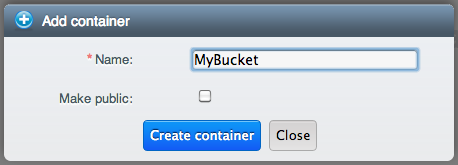 Add container
* Name: MyBucket
Make public:
Create container Close